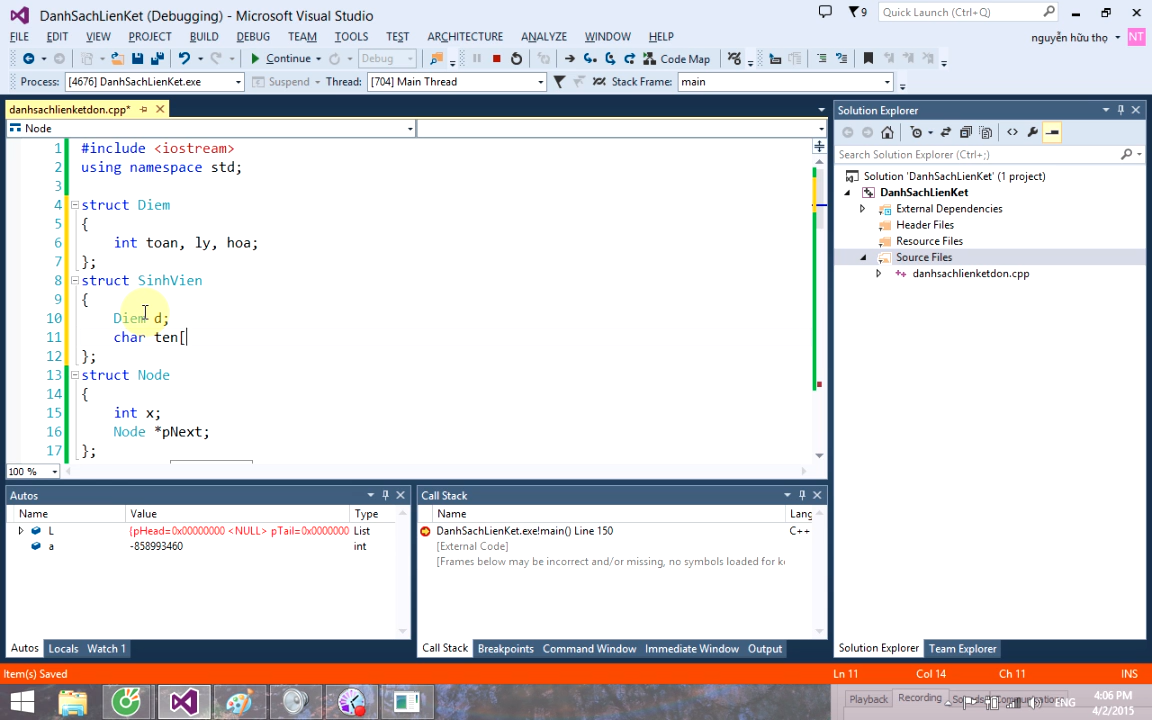 DanhSachLienKet (Debugging) - Microsoft Visual Studio
9
Quick Launch (Ctrl+Q)
FILE EDIT VIEW PROJECT BUILD DEBUG TEAM TOOLS TEST ARCHITECTURE ANALYZE WINDOW HELP
nguyễn hữu thọ NT
Continue Debug Code Map
Process: [4676] DanhSachLienKet.exe Suspend Thread: [704] Main Thread Stack Frame: main
danhsachlienketdon.cpp*
Node
1 #include <iostream>
2 using namespace std;
3
4 struct Diem
5 {
6 int toan, ly, hoa;
7 };
8 struct SinhVien
9 {
10 Diem d;
11 char ten[
12 };
13 struct Node
14 {
15 int x;
16 Node *pNext;
17 };
100 %
Solution Explorer
Search Solution Explorer (Ctrl+;)
Solution 'DanhSachLienKet' (1 project)
DanhSachLienKet
External Dependencies
Header Files
Resource Files
Source Files
danhsachlienketdon.cpp
Autos
Name Value Type
L {pHead=0x00000000 <NULL> pTail=0x0000000 List
a -858993460 int
Autos Locals Watch 1
Call Stack
Name Lang
DanhSachLienKet.exe!main() Line 150 C++
[External Code]
[Frames below may be incorrect and/or missing, no symbols loaded for ke
Call Stack Breakpoints Command Window Immediate Window Output
Solution Explorer Team Explorer
Item(s) Saved Ln 11 Col 14 Ch 11 INS
Playback Recording
ENG
4:06 PM
4/2/2015